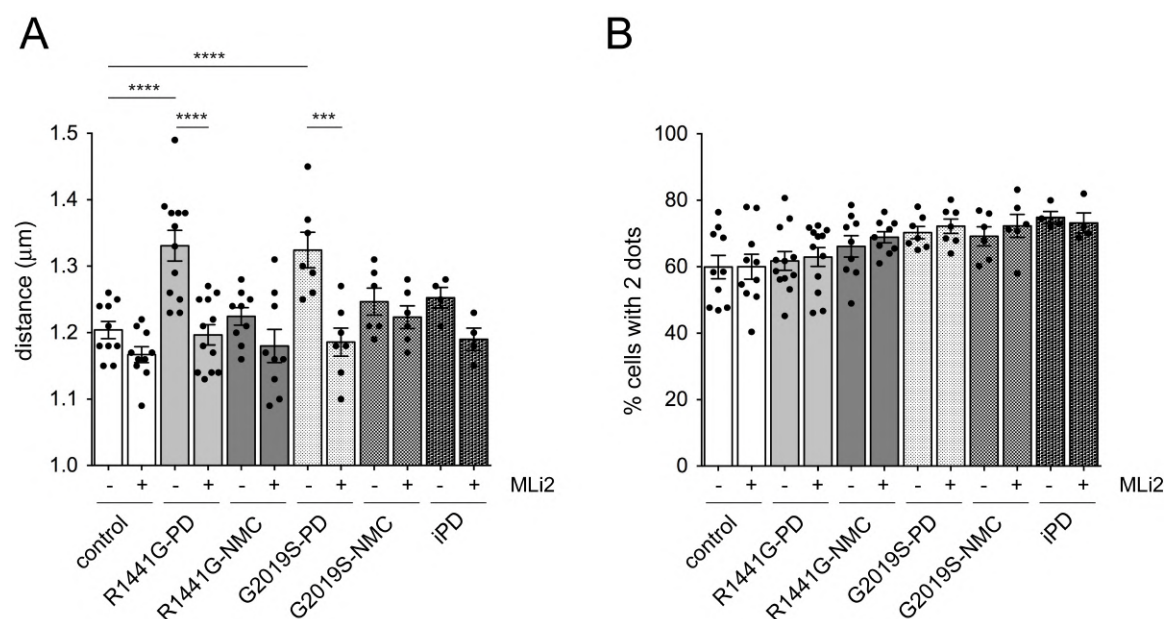 A
B
****
****
****
***
distance (µm)
1.5
1.4
1.3
1.2
1.1
1.0
- + - + - + - + - + - + MLi2
control
R1441G-PD
R1441G-NMC
G2019S-PD
G2019S-NMC
iPD
% cells with 2 dots
100
80
60
40
20
0
- + - + - + - + - + - + MLi2
control
R1441G-PD
R1441G-NMC
G2019S-PD
G2019S-NMC
iPD